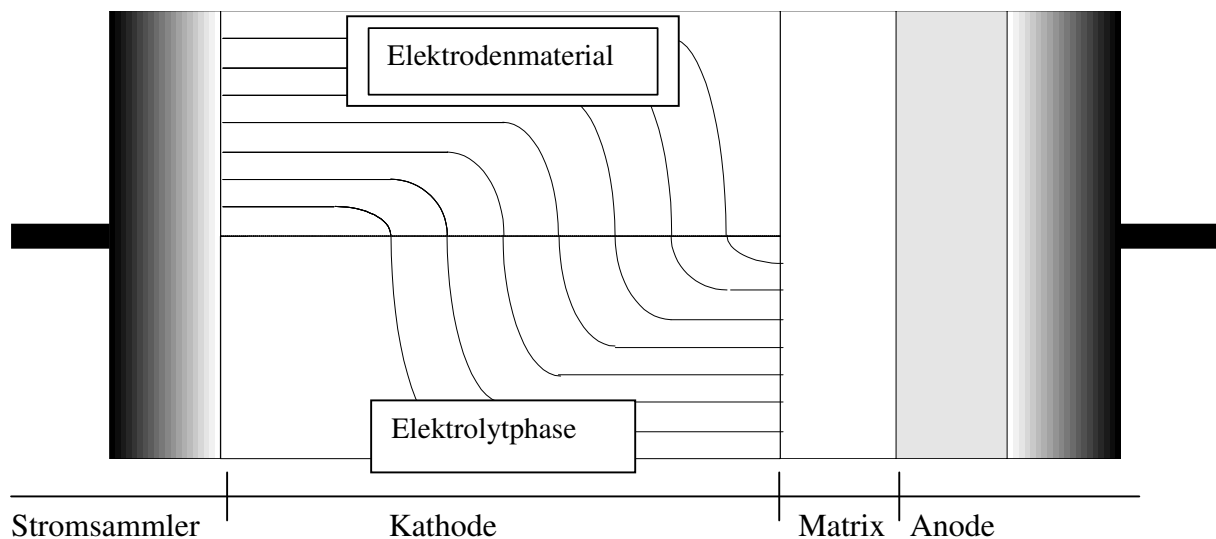 Elektrodenmaterial
Elektrolytphase
Stromsammler Kathode Matrix Anode